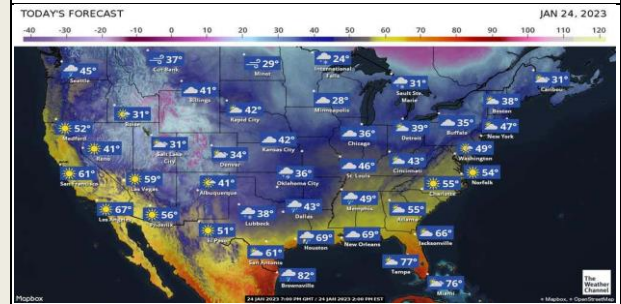 TODAY'S FORECAST
JAN 24, 2023
-40 -30 -20 -10 0 10 20 30 40 50 60 70 80 90 100 110 120
45°
Seattle
37°
Cut Bank
29°
Minot
24°
International
Falls
31°
Caribou
41°
Billings
31°
Sault Ste.
Marie
42°
Rapid City
28°
Minneapolis
38°
Boston
31°
Boise
35°
Buffalo
39°
Detroit
47°
New York
52°
Medford
36°
Chicago
41°
Reno
31°
Salt Lake
City
34°
Denver
42°
Kansas City
49°
Washington
46°
St. Louis
43°
Cincinnati
61°
San Francisco
59°
Las Vegas
41°
Albuquerque
36°
Oklahoma City
54°
Norfolk
55°
Charlotte
49°
Memphis
67°
Los Angeles
56°
38°
Lubbock
43°
Dallas
55°
Atlanta
51°
El Paso
69°
Houston
69°
New Orleans
66°
Jacksonville
61°
San Antonio
77°
Tampa
82°
Brownsville
76°
Miami
The
Weather
Channel
Mapbox
24 JAN 2023 7:00 PM GMT / 24 JAN 2023 2:00 PM EST
© Mapbox, © OpenStreetMap